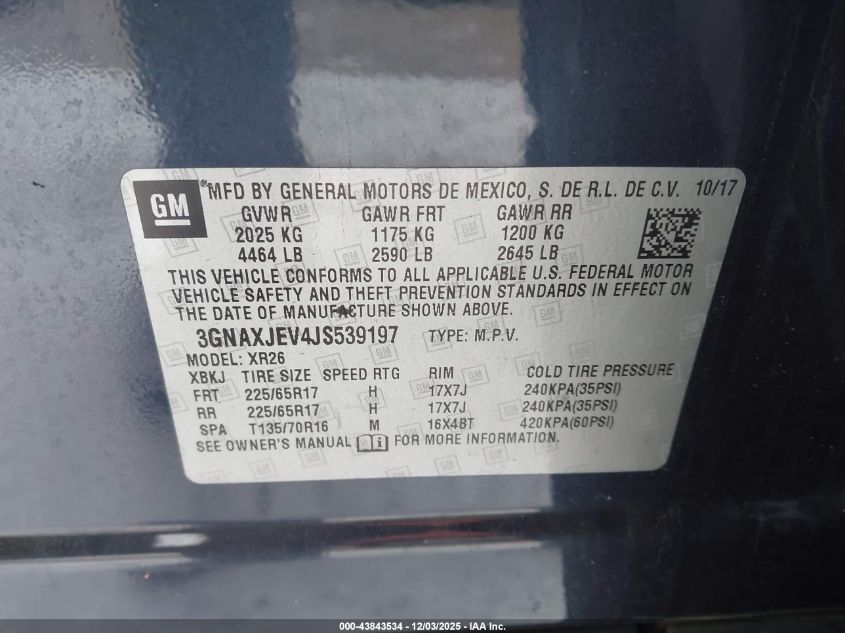 GM *MFD BY GENERAL MOTORS DE MEXICO, S. DE R.L. DE C.V. 10/17
GVWR GAWR FRT GAWR RR
2025 KG 1175 KG 1200 KG
4464 LB 2590 LB 2645 LB
THIS VEHICLE CONFORMS TO ALL APPLICABLE U.S. FEDERAL MOTOR
VEHICLE SAFETY AND THEFT PREVENTION STANDARDS IN EFFECT ON
THE DATE OF MANUFACTURE SHOWN ABOVE.
3GNAXJEV4JS539197 TYPE: M.P.V.
MODEL: XR26
XBKJ TIRE SIZE SPEED RTG RIM COLD TIRE PRESSURE
FRT 225/65R17 H 17X7J 240KPA(35PSI)
RR 225/65R17 H 17X7J 240KPA(35PSI)
SPA T135/70R16 M 16X4BT 420KPA(60PSI)
SEE OWNER'S MANUAL FOR MORE INFORMATION.
000-43843534 - 12/03/2025 - IAA Inc.